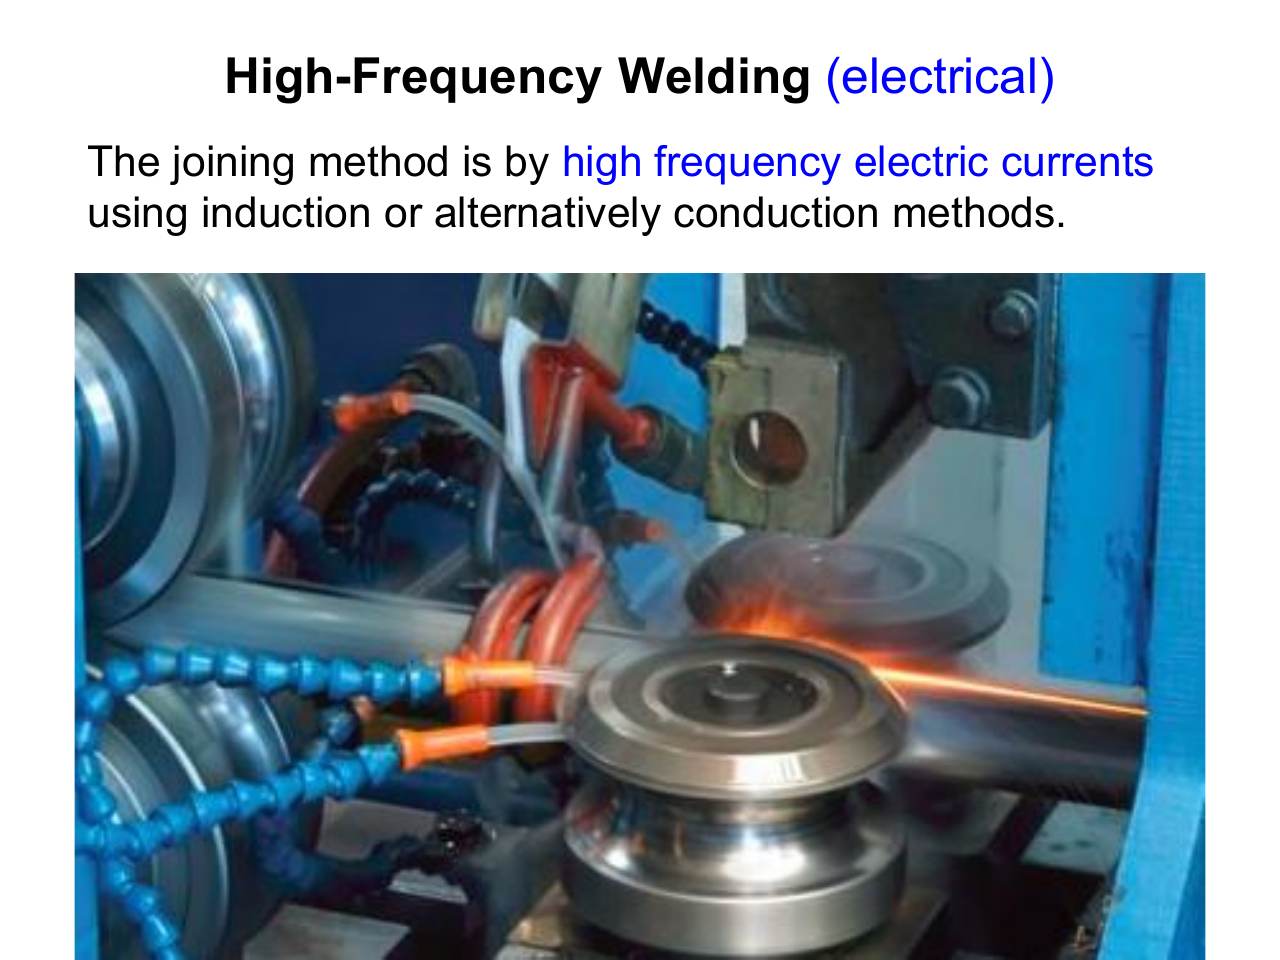 High-Frequency Welding (electrical)
The joining method is by high frequency electric currents
using induction or alternatively conduction methods.